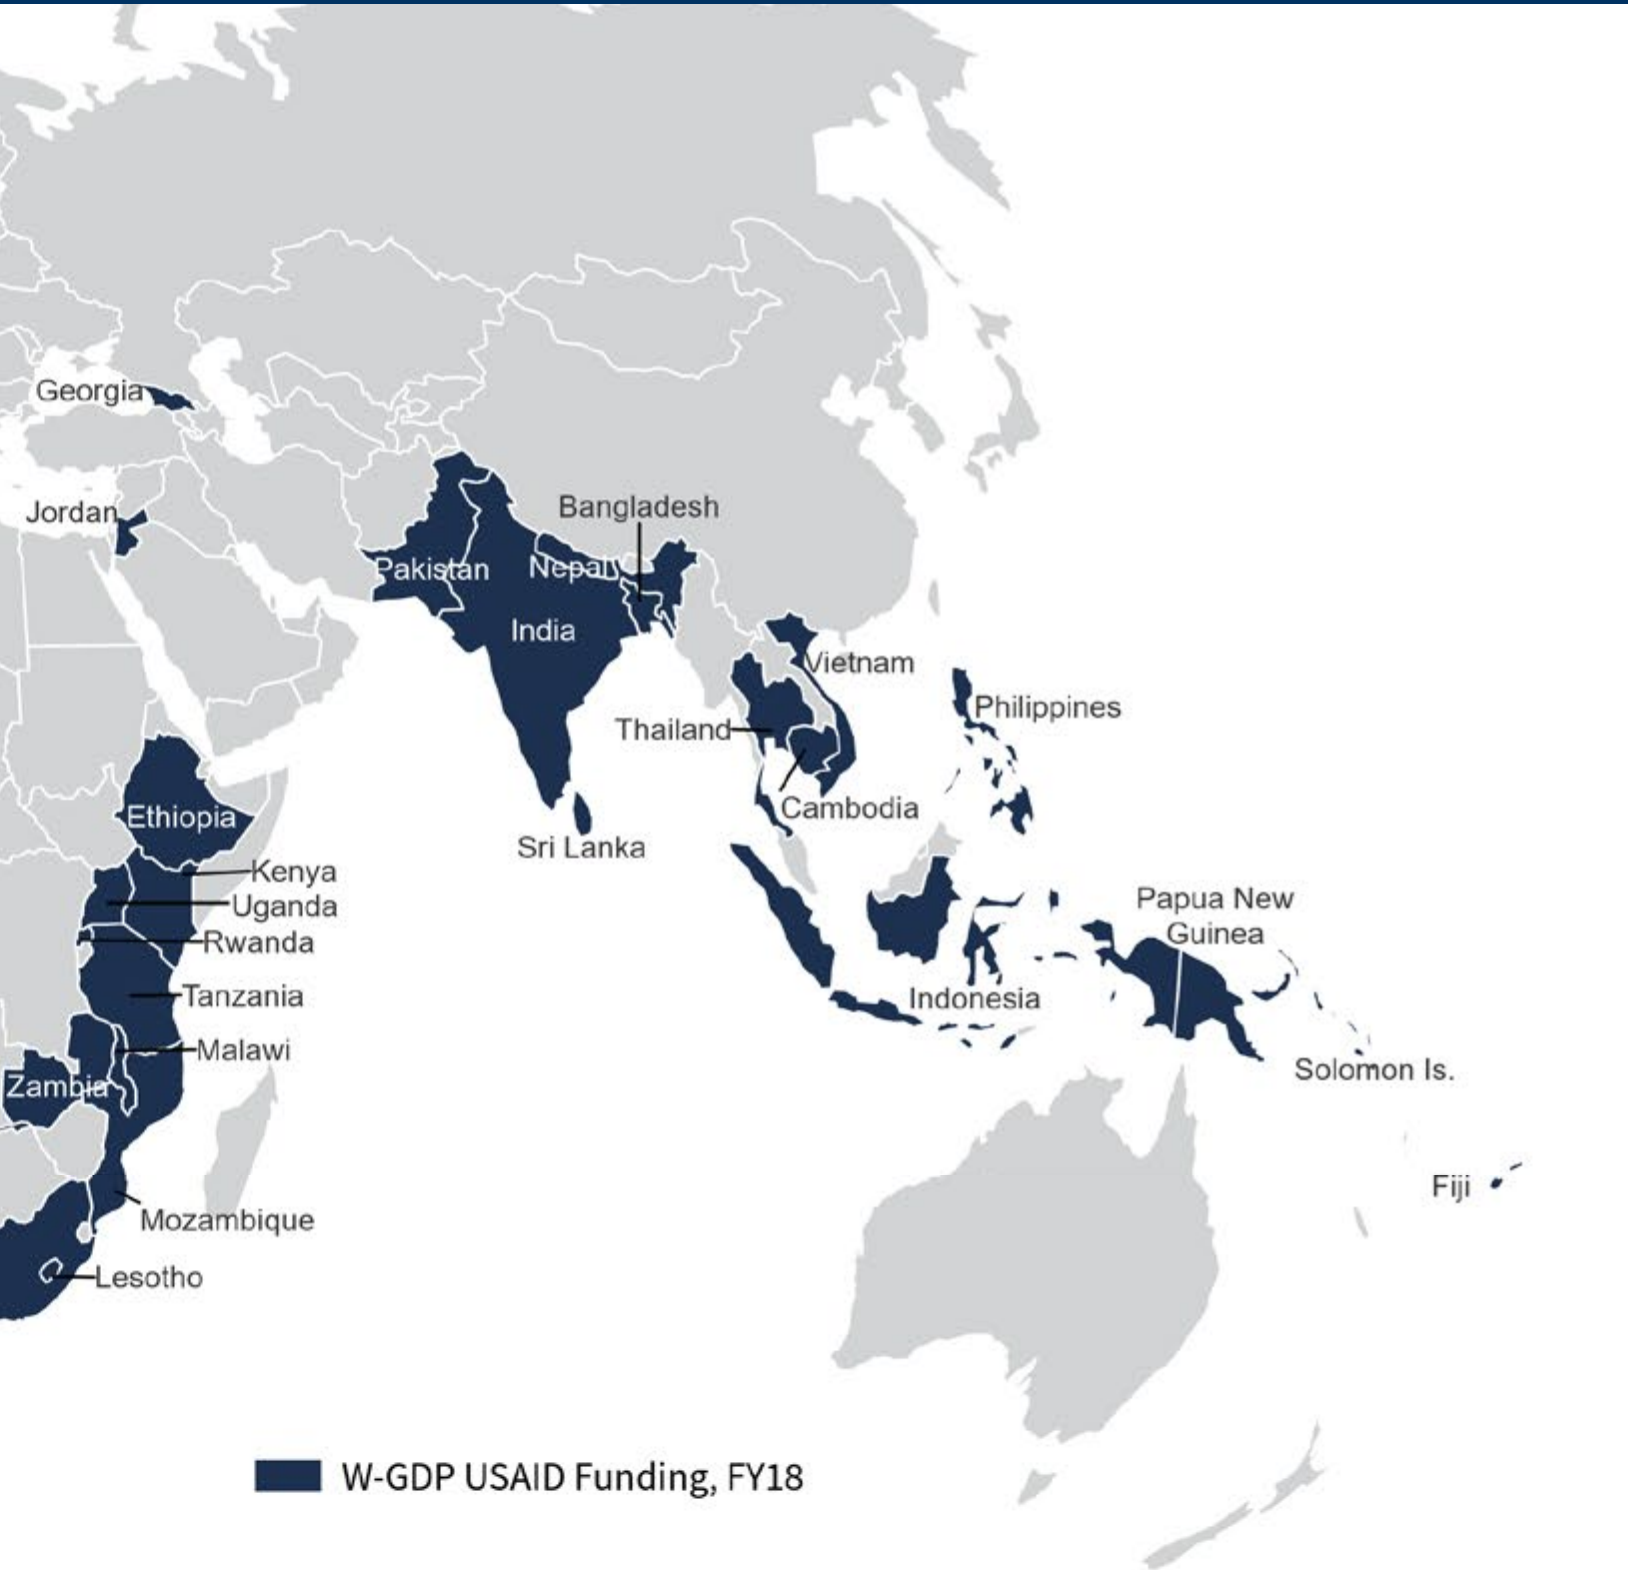 Georgia
Jordan
Bangladesh
Pakistan
Nepal
India
Vietnam
Philippines
Thailand
Cambodia
Sri Lanka
Ethiopia
Kenya
Uganda
Rwanda
Tanzania
Malawi
Zambia
Mozambique
Lesotho
Papua New
Guinea
Indonesia
Solomon Is.
Fiji
W-GDP USAID Funding, FY18